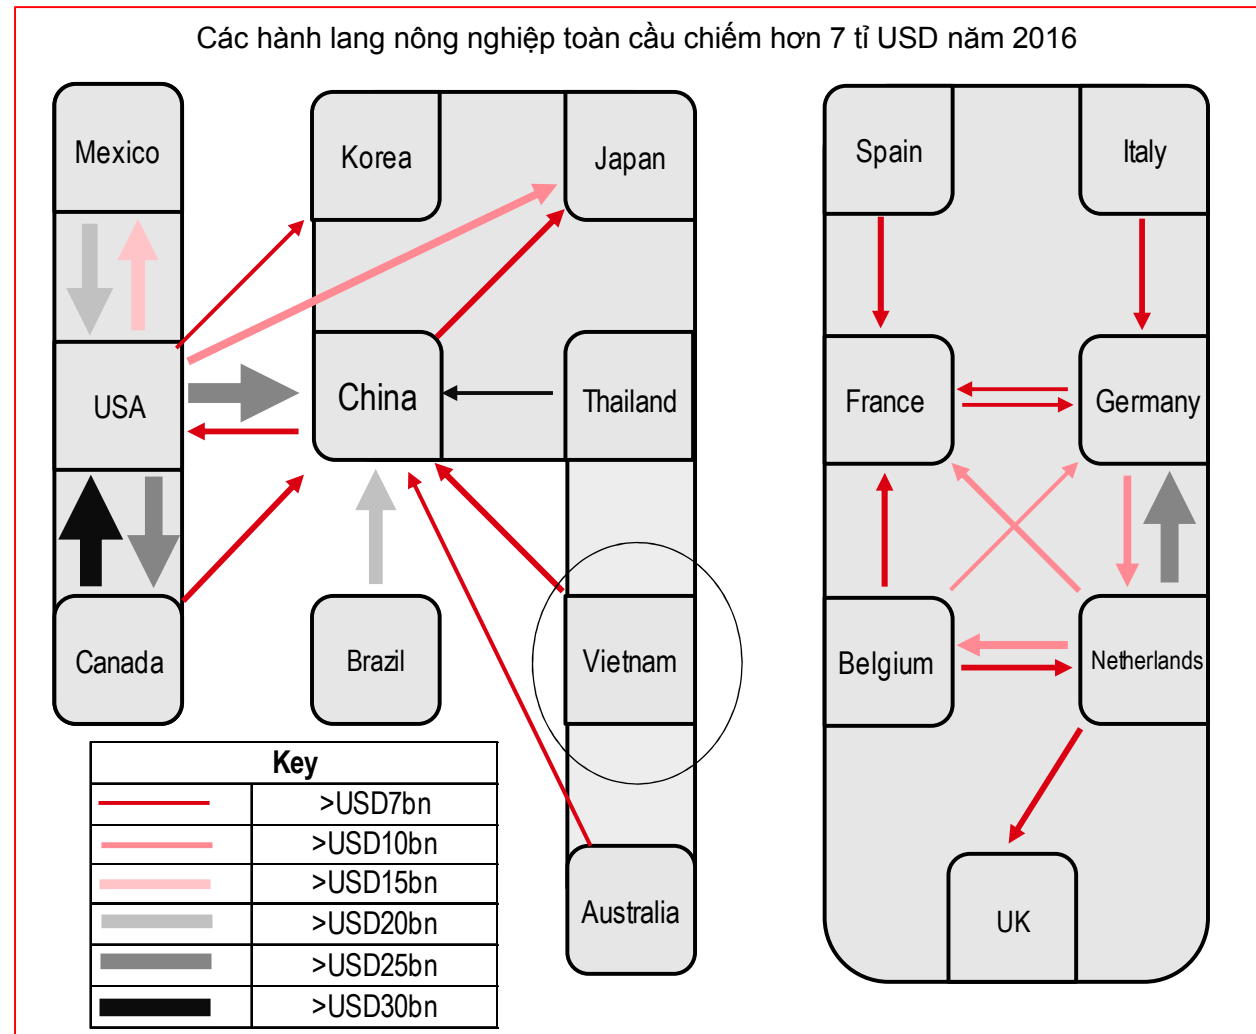 Các hành lang nông nghiệp toàn cầu chiếm hơn 7 tỉ USD năm 2016
Mexico
Korea
Japan
Spain
Italy
USA
China
Thailand
France
Germany
Canada
Brazil
Vietnam
Belgium
Netherlands
Australia
UK
Key
>USD7bn
>USD10bn
>USD15bn
>USD20bn
>USD25bn
>USD30bn